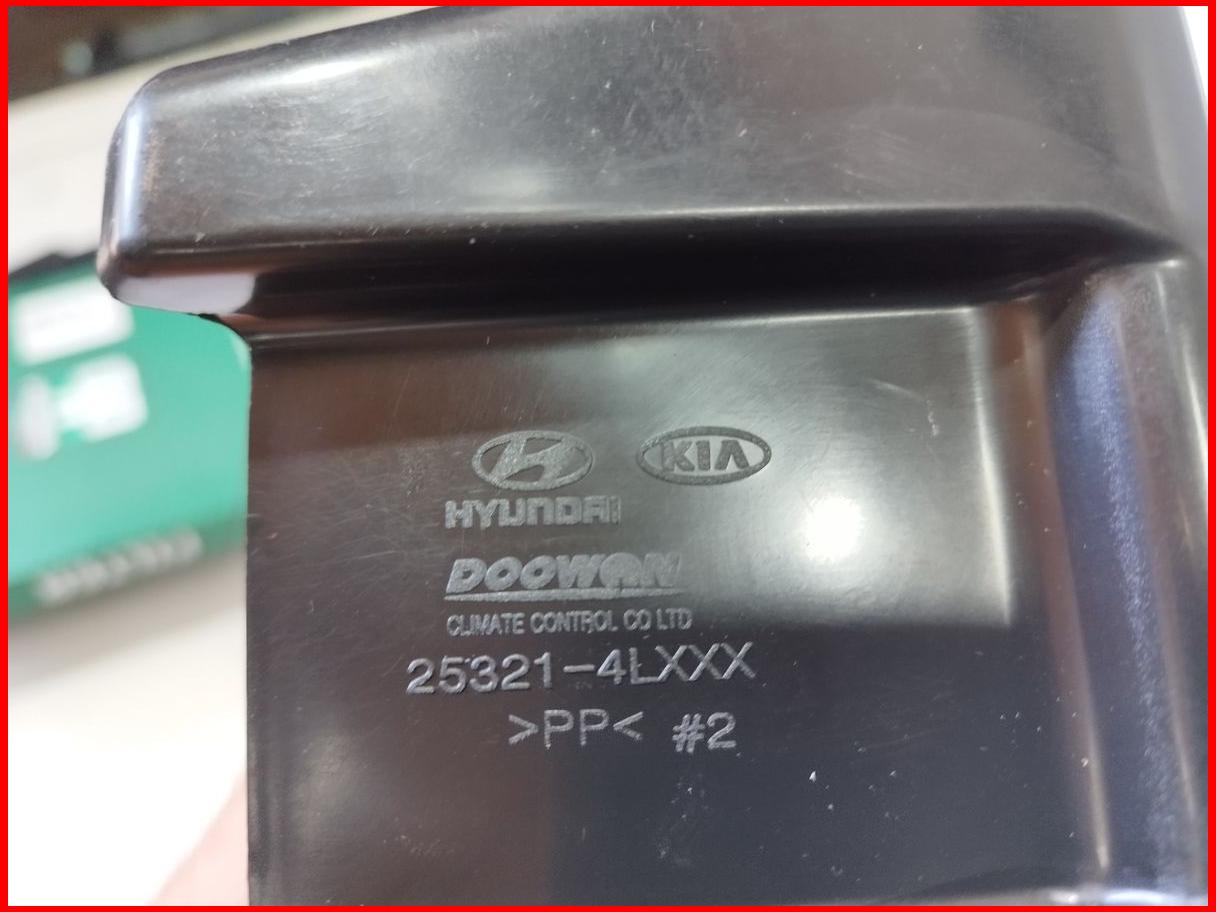 KIA
HYUNDAI
DOOWON
CLIMATE CONTROL CO LTD
25321-4LXXX
>PP< #2